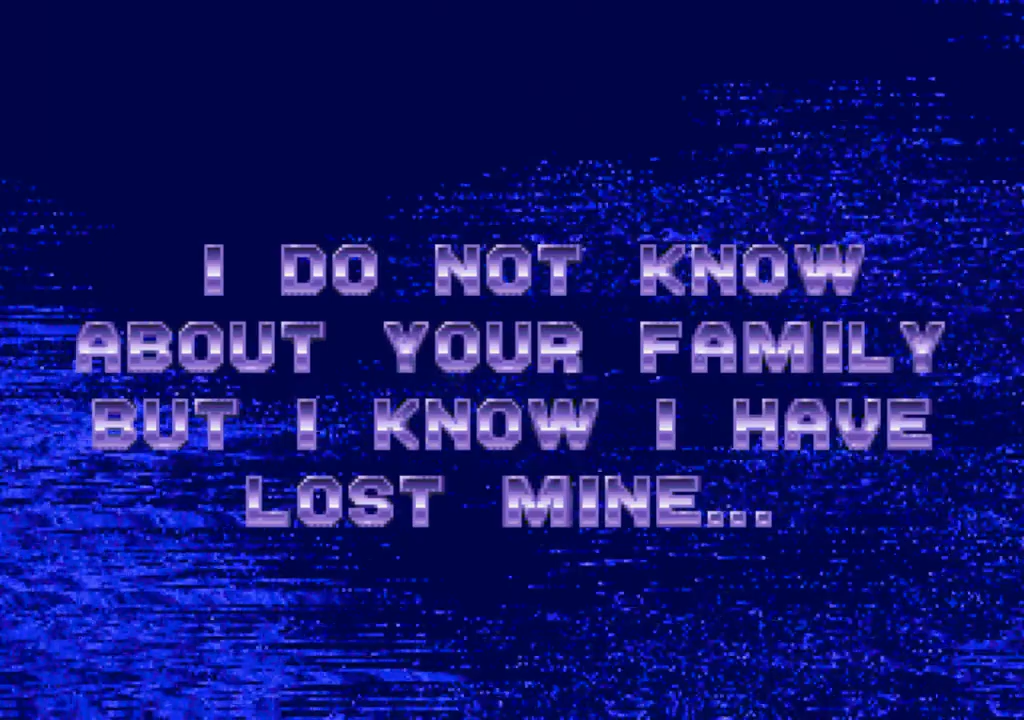 I DO NOT KNOW
ABOUT YOUR FAMILY
BUT I KNOW I HAVE
LOST MINE...